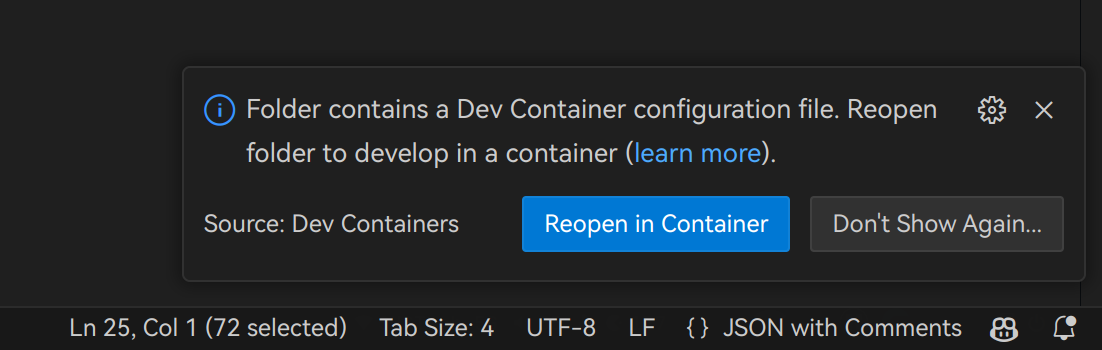 Folder contains a Dev Container configuration file. Reopen
folder to develop in a container (learn more).
Source: Dev Containers
Reopen in Container
Don't Show Again...
Ln 25, Col 1 (72 selected)
Tab Size: 4
UTF-8
LF
{ } JSON with Comments